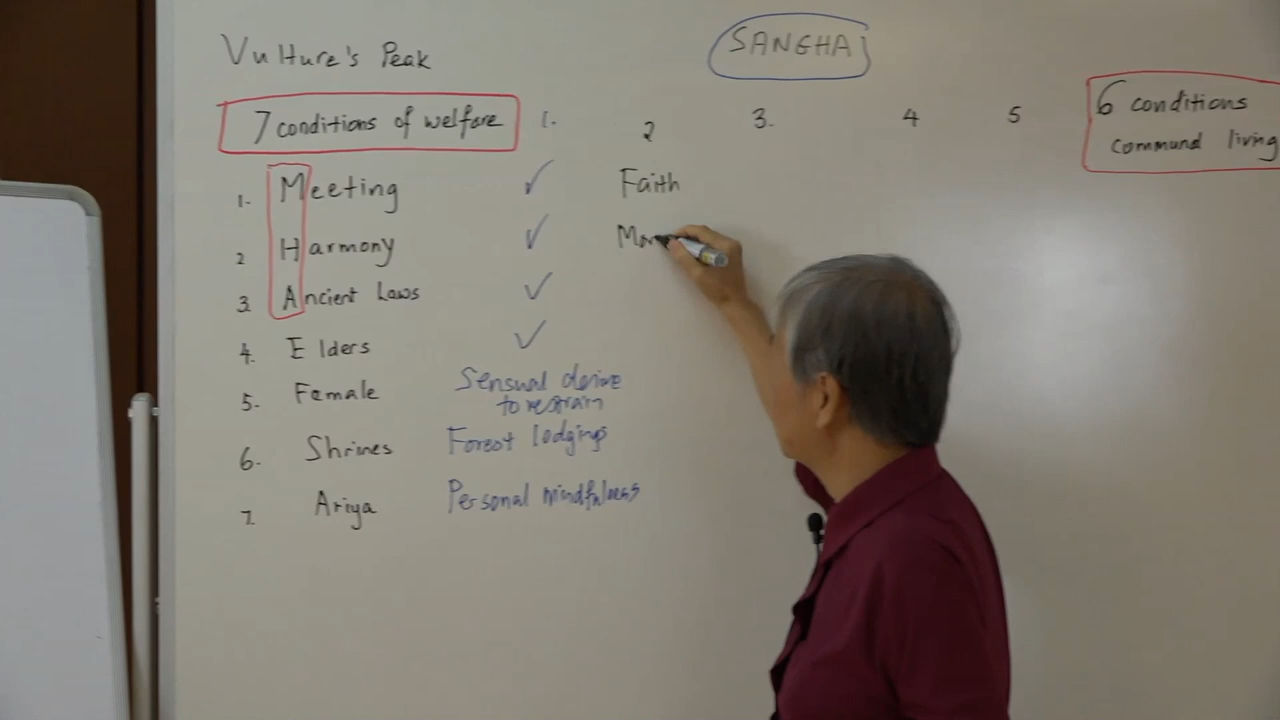 Vulture's Peak
SANGHA
7 conditions of welfare 1. 2 3. 4 5
6 conditions
communal living
1. Meeting ✓ Faith
2 Harmony ✓ Mor
3. Ancient Laws ✓
4. Elders ✓
5. Female Sensual desire
to restrain
6. Shrines Forest lodgings
7. Ariya Personal mindfulness